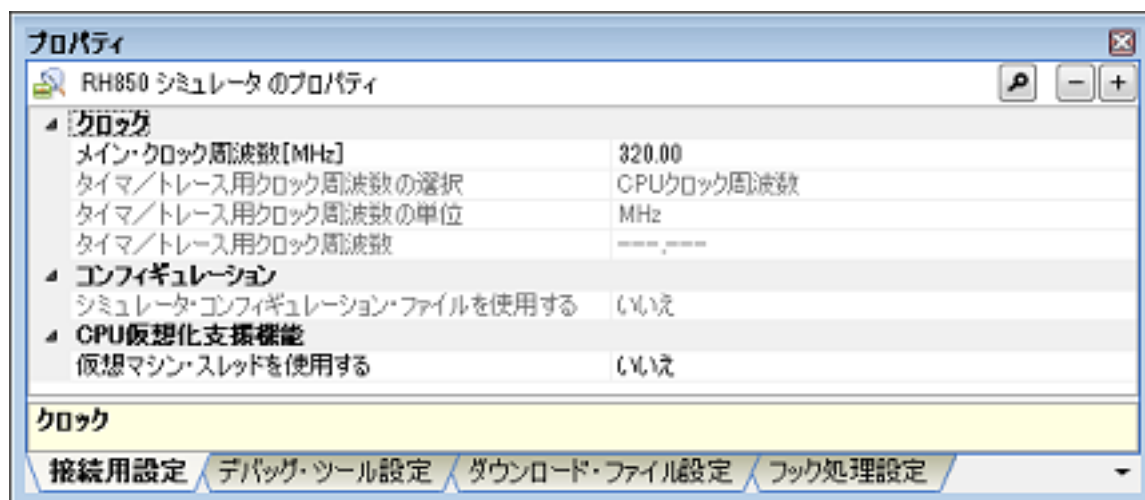 プロパティ
RH850 シミュレータ のプロパティ
クロック
メイン・クロック周波数[MHz] 320.00
タイマ／トレース用クロック周波数の選択 CPUクロック周波数
タイマ／トレース用クロック周波数の単位 MHz
タイマ／トレース用クロック周波数 ---.---
コンフィギュレーション
シミュレータ・コンフィギュレーション・ファイルを使用する いいえ
CPU仮想化支援機能
仮想マシン・スレッドを使用する いいえ
クロック
接続用設定 デバッグ・ツール設定 ダウンロード・ファイル設定 フック処理設定